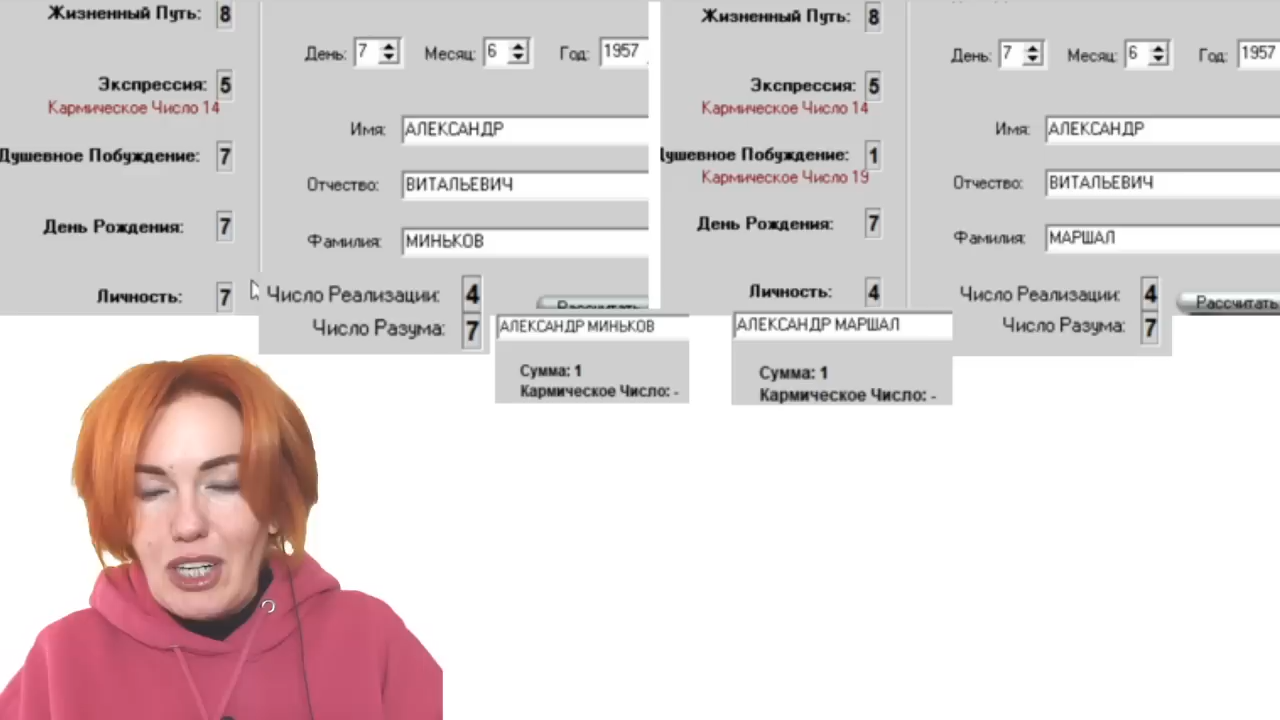 Жизненный Путь: 8
День: 7 Месяц: 6 Год: 1957
Экспрессия: 5
Кармическое Число 14
Имя: АЛЕКСАНДР
Душевное Побуждение: 7
Отчество: ВИТАЛЬЕВИЧ
День Рождения: 7
Фамилия: МИНЬКОВ
Личность: 7
Число Реализации: 4
Рассчитать
Число Разума: 7
АЛЕКСАНДР МИНЬКОВ
Сумма: 1
Кармическое Число: -
Жизненный Путь: 8
День: 7 Месяц: 6 Год: 1957
Экспрессия: 5
Кармическое Число 14
Имя: АЛЕКСАНДР
Душевное Побуждение: 1
Кармическое Число 19
Отчество: ВИТАЛЬЕВИЧ
День Рождения: 7
Фамилия: МАРШАЛ
Личность: 4
Число Реализации: 4
Рассчитать
Число Разума: 7
АЛЕКСАНДР МАРШАЛ
Сумма: 1
Кармическое Число: -